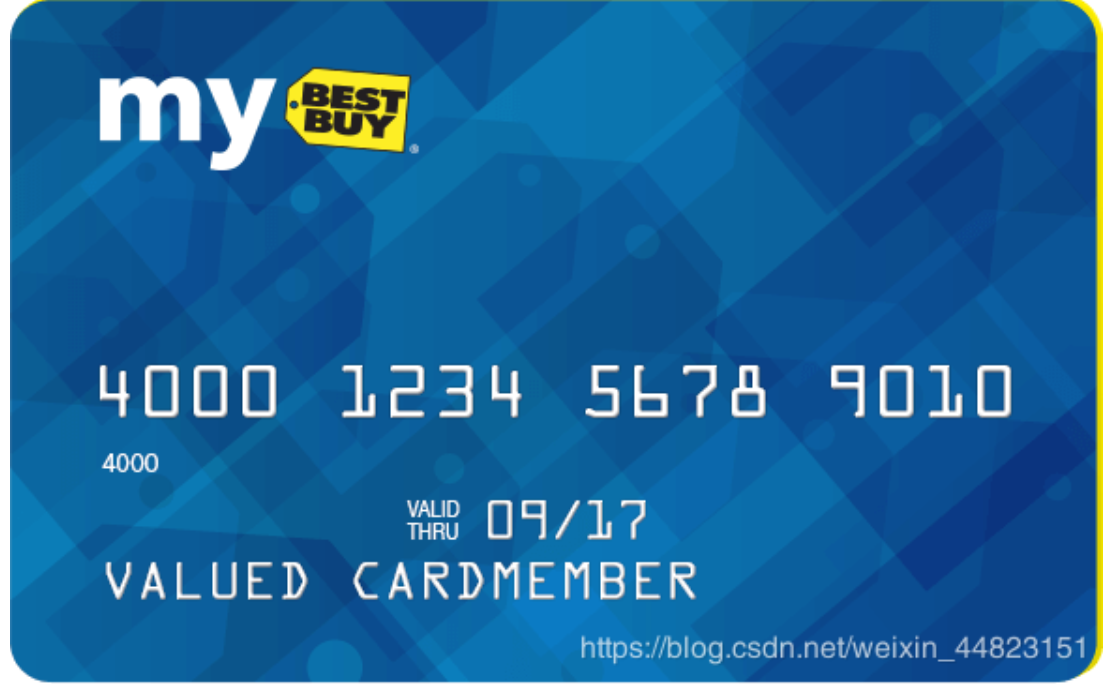 my BEST BUY®
4000 1234 5678 9010
4000
VALID THRU 09/17
VALUED CARDMEMBER
https://blog.csdn.net/weixin_44823151